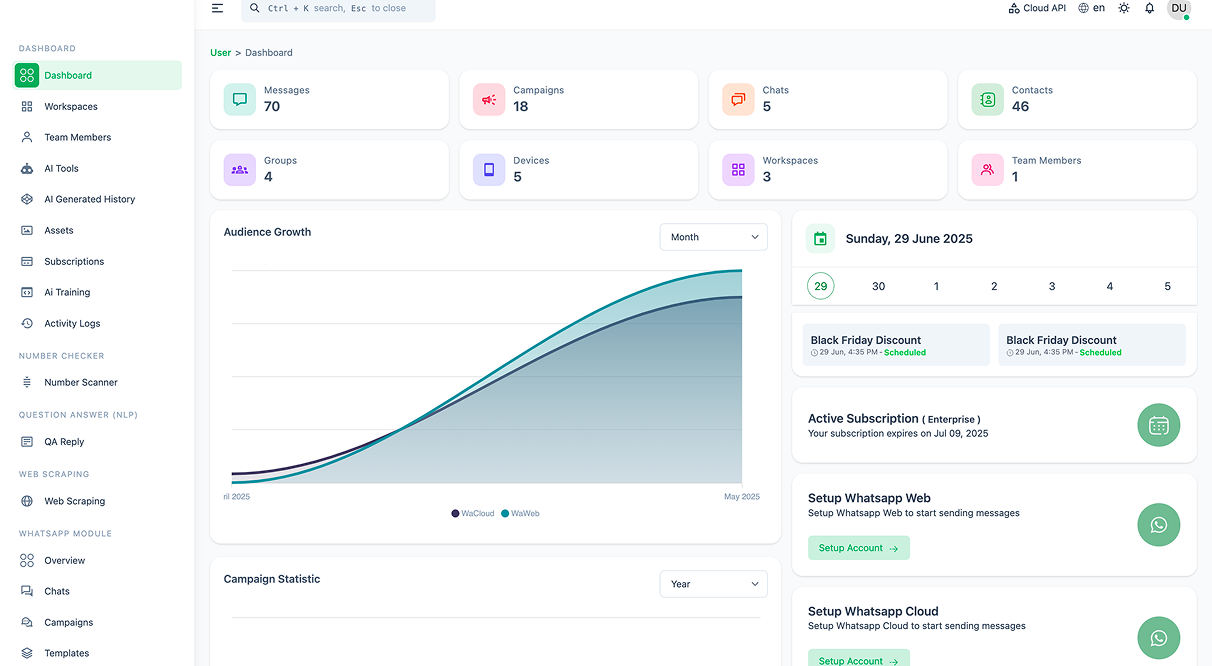 Ctrl + K search, Esc to close
Cloud API
en
DU
DASHBOARD
Dashboard
Workspaces
Team Members
AI Tools
AI Generated History
Assets
Subscriptions
Ai Training
Activity Logs
NUMBER CHECKER
Number Scanner
QUESTION ANSWER (NLP)
QA Reply
WEB SCRAPING
Web Scraping
WHATSAPP MODULE
Overview
Chats
Campaigns
Templates
User > Dashboard
Messages
70
Campaigns
18
Chats
5
Contacts
46
Groups
4
Devices
5
Workspaces
3
Team Members
1
Audience Growth
Month
ril 2025
May 2025
WaCloud
WaWeb
Campaign Statistic
Year
Sunday, 29 June 2025
29 30 1 2 3 4 5
Black Friday Discount
29 Jun, 4:35 PM - Scheduled
Black Friday Discount
29 Jun, 4:35 PM - Scheduled
Active Subscription ( Enterprise )
Your subscription expires on Jul 09, 2025
Setup Whatsapp Web
Setup Whatsapp Web to start sending messages
Setup Account →
Setup Whatsapp Cloud
Setup Whatsapp Cloud to start sending messages
Setup Account →